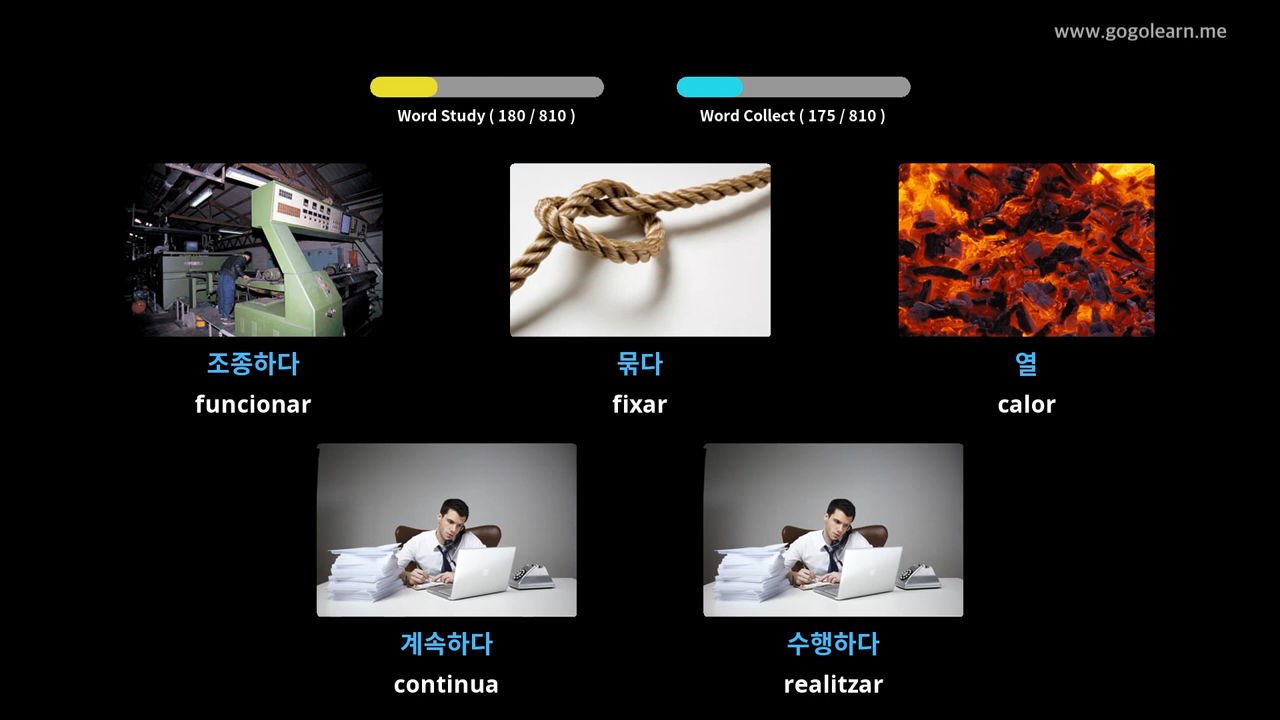 www.gogolearn.me
Word Study ( 180 / 810 )
Word Collect ( 175 / 810 )
조종하다
funcionar
묶다
fixar
열
calor
계속하다
continua
수행하다
realitzar